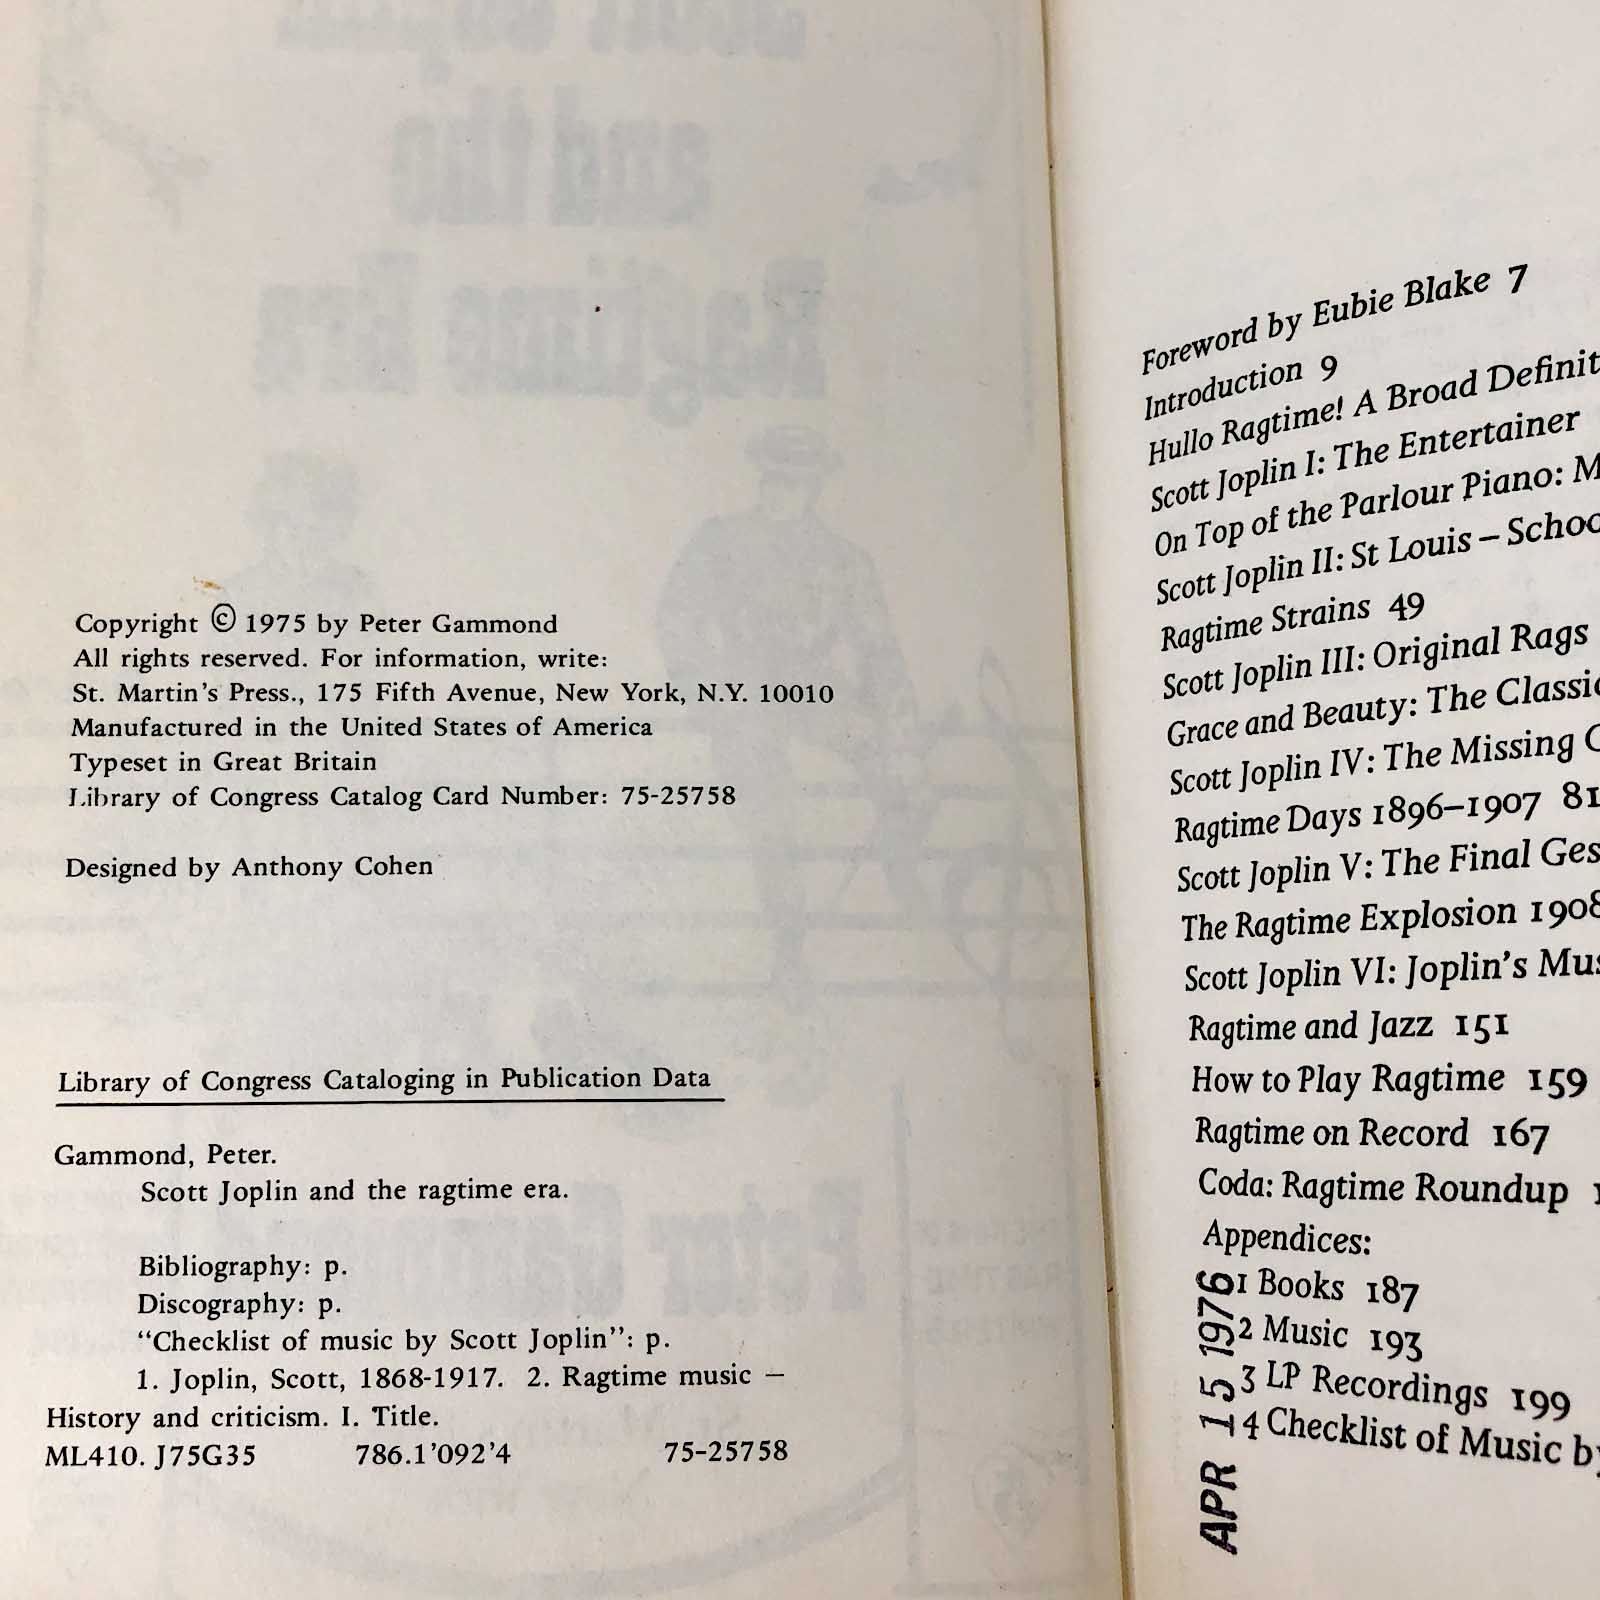 Copyright © 1975 by Peter Gammond
All rights reserved. For information, write:
St. Martin's Press., 175 Fifth Avenue, New York, N.Y. 10010
Manufactured in the United States of America
Typeset in Great Britain
Library of Congress Catalog Card Number: 75-25758
Designed by Anthony Cohen
Library of Congress Cataloging in Publication Data
Gammond, Peter.
Scott Joplin and the ragtime era.
Bibliography: p.
Discography: p.
“Checklist of music by Scott Joplin”: p.
1. Joplin, Scott, 1868-1917. 2. Ragtime music —
History and criticism. I. Title.
ML410. J75G35 786.1'092'4 75-25758
Foreword by Eubie Blake 7
Introduction 9
Hullo Ragtime! A Broad
Scott Joplin I: The Entertainer
On Top of the Parlour Piano:
Scott Joplin II: St Louis –
Ragtime Strains 49
Scott Joplin III: Original Rags
Grace and Beauty: The
Scott Joplin IV: The Missing
Ragtime Days 1896–1907 81
Scott Joplin V: The Final
The Ragtime Explosion 1908
Scott Joplin VI: Joplin's
Ragtime and Jazz 151
How to Play Ragtime 159
Ragtime on Record 167
Coda: Ragtime Roundup
Appendices:
1 Books 187
2 Music 193
3 LP Recordings 199
4 Checklist of Music
APR 15 1976